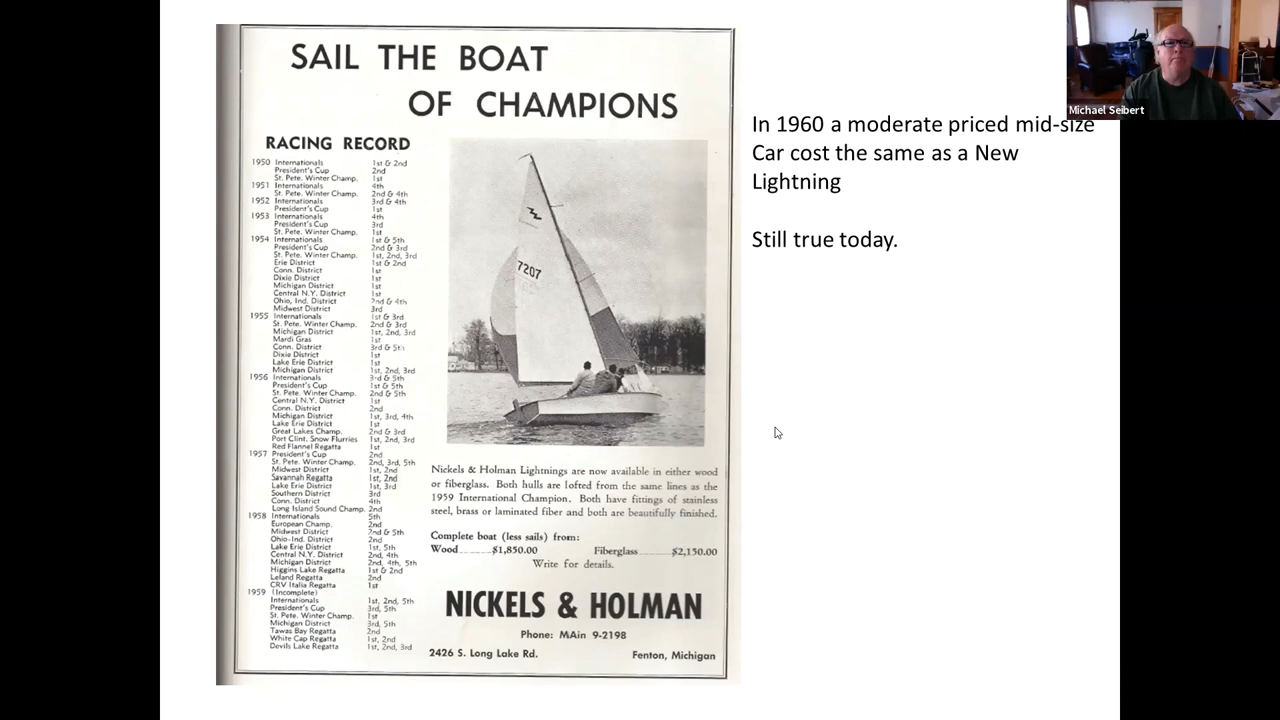 SAIL THE BOAT
OF CHAMPIONS
RACING RECORD
1950 Internationals 1st & 2nd
President's Cup 2nd
St. Pete. Winter Champ. 1st
1951 Internationals 4th
St. Pete. Winter Champ. 2nd & 4th
1952 Internationals 3rd & 4th
President's Cup 1st
1953 Internationals 4th
President's Cup 3rd
St. Pete. Winter Champ. 1st
1954 Internationals 1st & 5th
President's Cup 2nd & 3rd
St. Pete. Winter Champ. 1st, 2nd, 3rd
Erie District 1st & 2nd
Conn. District 1st
Dixie District 1st
Michigan District 1st
Central N.Y. District 1st
Ohio, Ind. District 2nd & 4th
Midwest District 3rd
1955 Internationals 1st & 3rd
St. Pete. Winter Champ. 2nd & 3rd
Michigan District 1st, 2nd, 3rd
Mardi Gras 1st
Conn. District 3rd & 5th
Dixie District 1st
Lake Erie District 1st
Michigan District 1st, 2nd, 3rd
1956 Internationals 3rd & 5th
President's Cup 1st & 5th
St. Pete. Winter Champ. 2nd & 5th
Central N.Y. District 1st
Conn. District 2nd
Michigan District 1st, 3rd, 4th
Lake Erie District 1st
Great Lakes Champ. 2nd & 3rd
Port Clint. Snow Flurries 1st, 2nd, 3rd
Red Flannel Regatta 1st
1957 President's Cup 2nd
St. Pete. Winter Champ. 2nd, 3rd, 5th
Midwest District 1st, 2nd
Savannah Regatta 1st, 2nd
Lake Erie District 1st, 3rd
Southern District 3rd
Conn. District 4th
Long Island Sound Champ. 2nd
1958 Internationals 5th
European Champ. 2nd
Midwest District 2nd & 5th
Ohio-Ind. District 2nd
Lake Erie District 1st, 5th
Central N.Y. District 2nd, 4th
Michigan District 2nd, 4th, 5th
Higgins Lake Regatta 1st & 2nd
Leland Regatta 2nd
CRV Italia Regatta 1st
1959 (Incomplete)
Internationals 1st, 2nd, 5th
President's Cup 3rd, 5th
St. Pete. Winter Champ. 1st
Michigan District 3rd, 5th
Tawas Bay Regatta 2nd
White Cap Regatta 1st, 2nd
Devils Lake Regatta 1st, 2nd, 3rd
7207
Nickels & Holman Lightnings are now available in either wood
or fiberglass. Both hulls are lofted from the same lines as the
1959 International Champion. Both have fittings of stainless
steel, brass or laminated fiber and both are beautifully finished.
Complete boat (less sails) from:
Wood $1,850.00 Fiberglass $2,150.00
Write for details.
NICKELS & HOLMAN
Phone: MAin 9-2198
2426 S. Long Lake Rd. Fenton, Michigan
In 1960 a moderate priced mid-size
Car cost the same as a New
Lightning
Still true today.
Michael Seibert